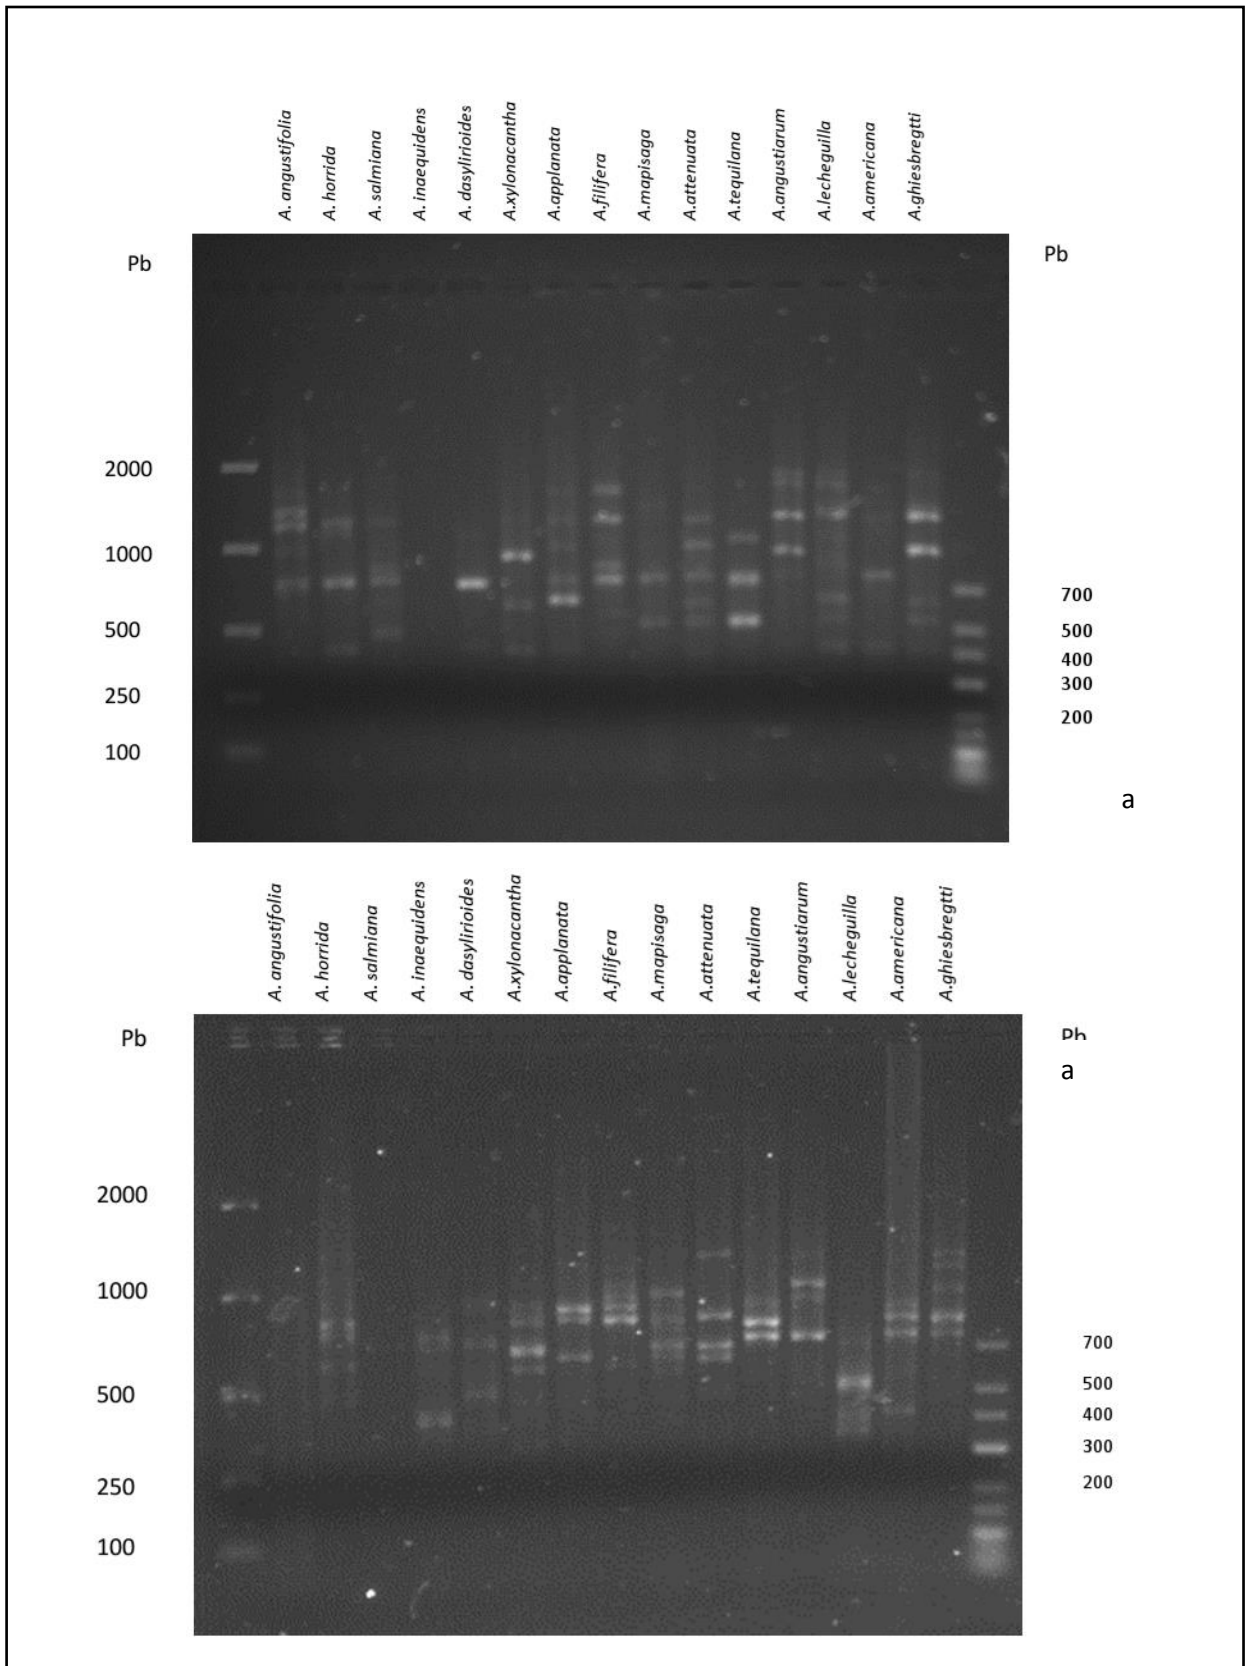 A. angustifolia
A. horrida
A. salmiana
A. inaequidens
A. dasylirioides
A.xylonacantha
A.applanata
A.filifera
A.mapisaga
A.attenuata
A.tequilana
A.angustiarum
A.lecheguilla
A.americana
A.ghiesbregtti
Pb
Pb
2000
1000
500
250
100
700
500
400
300
200
a
A. angustifolia
A. horrida
A. salmiana
A. inaequidens
A. dasylirioides
A.xylonacantha
A.applanata
A.filifera
A.mapisaga
A.attenuata
A.tequilana
A.angustiarum
A.lecheguilla
A.americana
A.ghiesbregtti
Pb
Pb
a
2000
1000
500
250
100
700
500
400
300
200